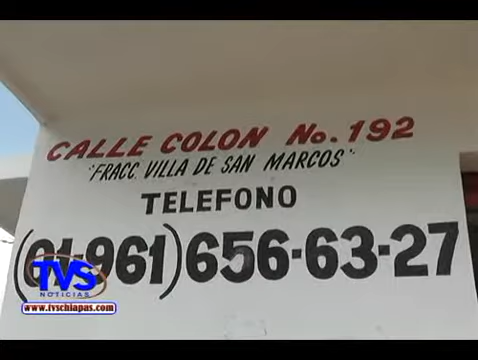 CALLE COLON No. 192
"FRACC. VILLA DE SAN MARCOS"
TELEFONO
(01-961) 656-63-27
TVS
NOTICIAS
www.tvschiapas.com